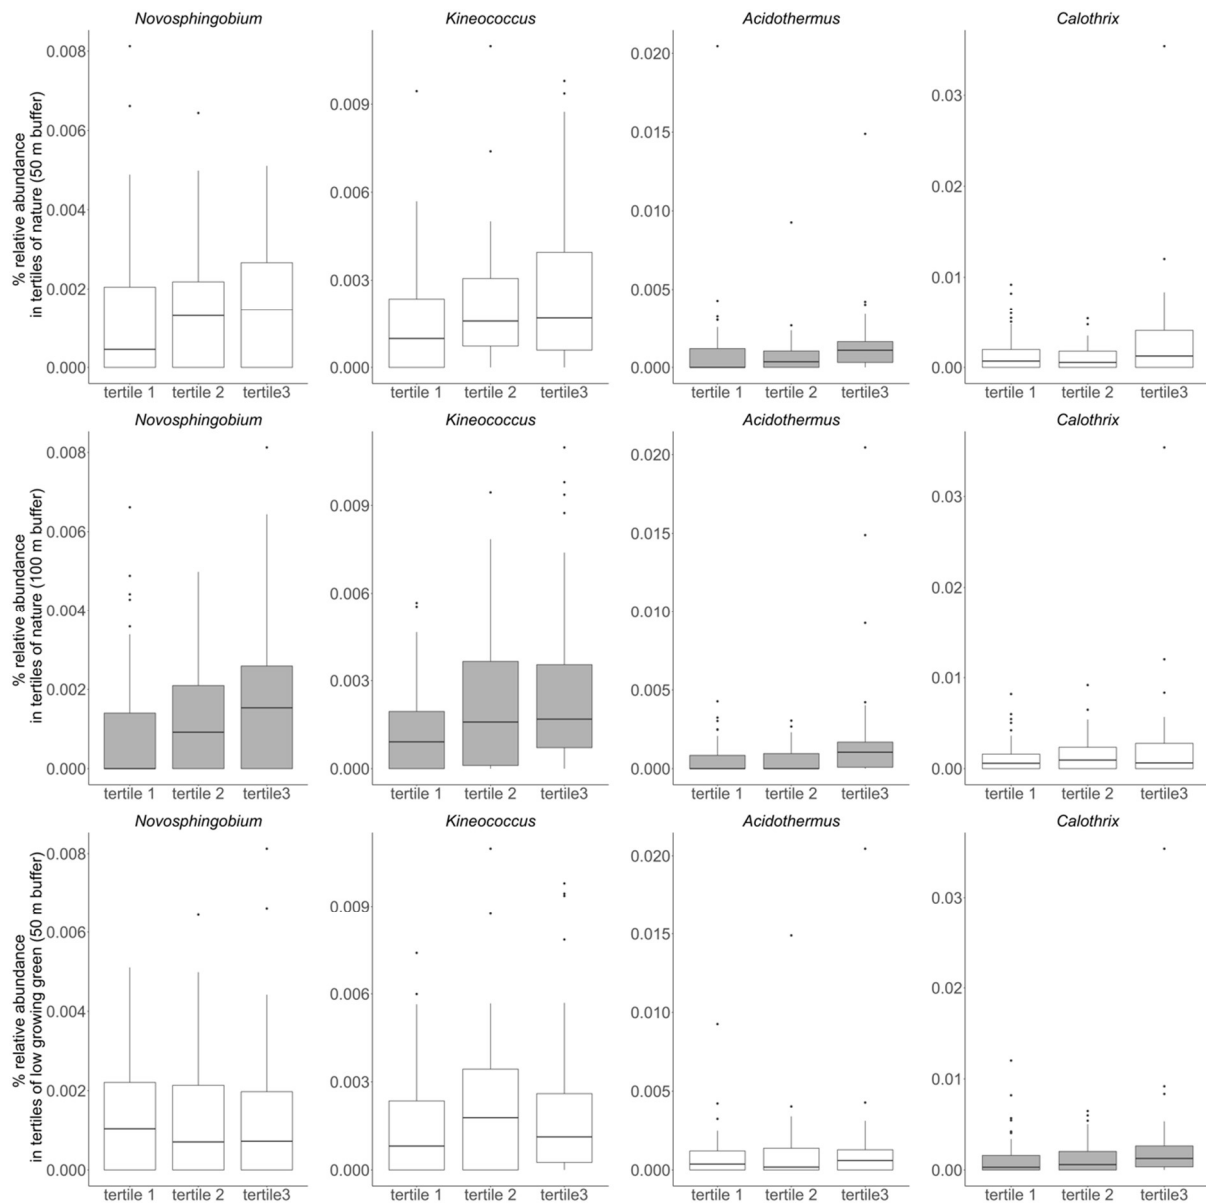 Novosphingobium Kineococcus Acidothermus Calothrix
% relative abundance
in tertiles of nature (50 m buffer)
0.008 0.006 0.004 0.002 0.000
0.009 0.006 0.003 0.000
0.020 0.015 0.010 0.005 0.000
0.03 0.02 0.01 0.00
tertile 1 tertile 2 tertile3 tertile 1 tertile 2 tertile3 tertile 1 tertile 2 tertile3 tertile 1 tertile 2 tertile3
Novosphingobium Kineococcus Acidothermus Calothrix
% relative abundance
in tertiles of nature (100 m buffer)
0.008 0.006 0.004 0.002 0.000
0.009 0.006 0.003 0.000
0.020 0.015 0.010 0.005 0.000
0.03 0.02 0.01 0.00
tertile 1 tertile 2 tertile3 tertile 1 tertile 2 tertile3 tertile 1 tertile 2 tertile3 tertile 1 tertile 2 tertile3
Novosphingobium Kineococcus Acidothermus Calothrix
% relative abundance
in tertiles of low growing green (50 m buffer)
0.008 0.006 0.004 0.002 0.000
0.009 0.006 0.003 0.000
0.020 0.015 0.010 0.005 0.000
0.03 0.02 0.01 0.00
tertile 1 tertile 2 tertile3 tertile 1 tertile 2 tertile3 tertile 1 tertile 2 tertile3 tertile 1 tertile 2 tertile3